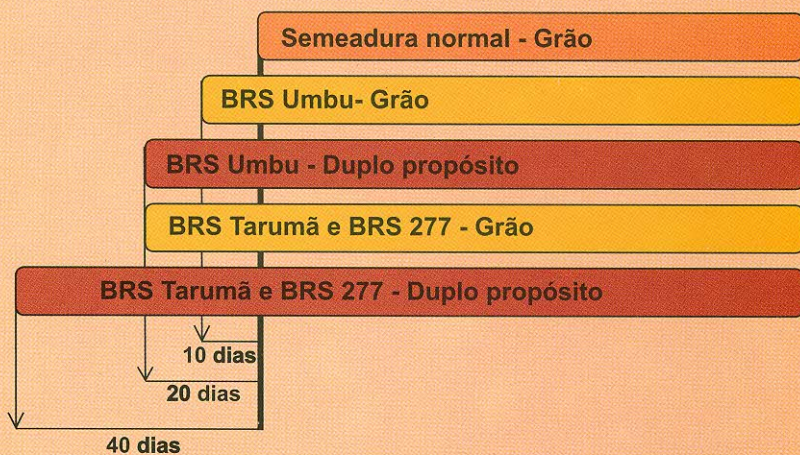 Semeadura normal - Grão
BRS Umbu- Grão
BRS Umbu - Duplo propósito
BRS Tarumã e BRS 277 - Grão
BRS Tarumã e BRS 277 - Duplo propósito
10 dias
20 dias
40 dias